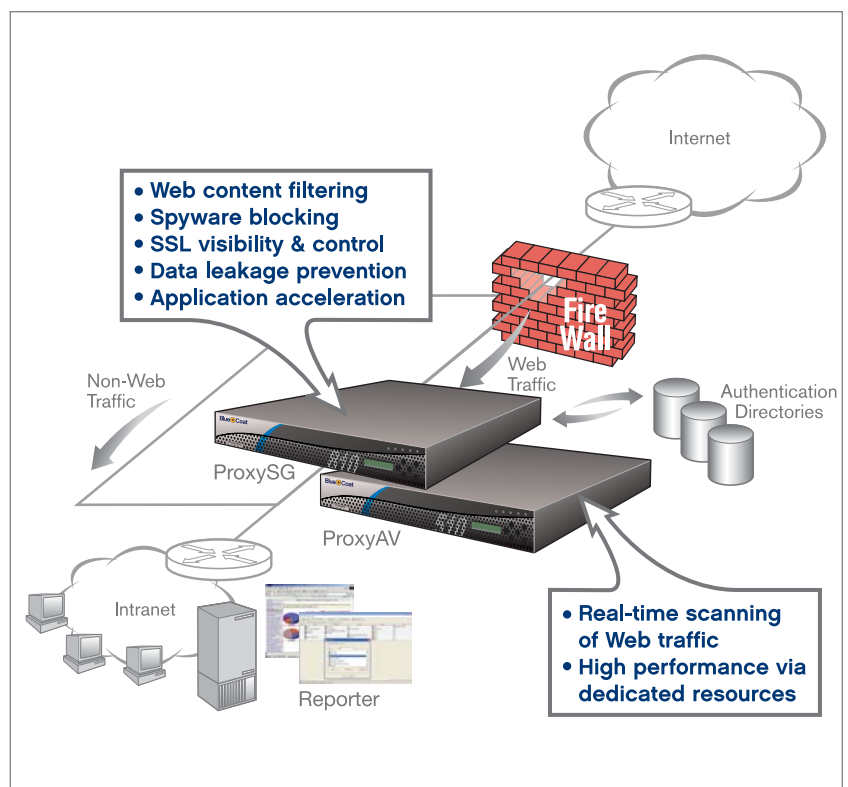 Internet
• Web content filtering
• Spyware blocking
• SSL visibility & control
• Data leakage prevention
• Application acceleration
Fire
Wall
Web
Traffic
Non-Web
Traffic
Authentication
Directories
Blue Coat
ProxySG
Blue Coat
ProxyAV
Intranet
Reporter
• Real-time scanning
of Web traffic
• High performance via
dedicated resources